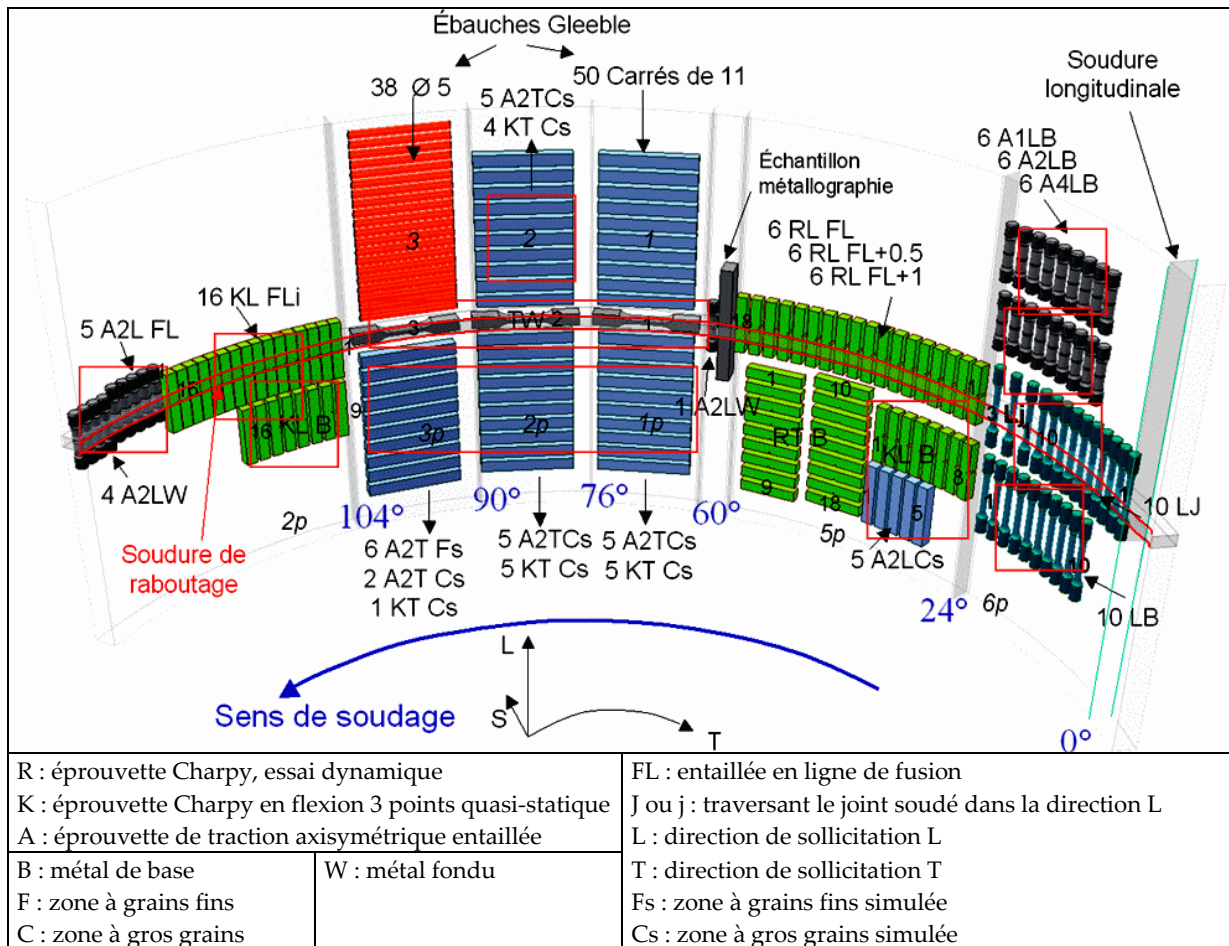 Ébauches Gleeble
38 Ø 5
5 A2TCs
4 KT Cs
50 Carrés de 11
Soudure
longitudinale
Échantillon
métallographie
6 A1LB
6 A2LB
6 A4LB
6 RL FL
6 RL FL+0.5
6 RL FL+1
16 KL FLi
5 A2L FL
3
2
1
3
TW 2
1
18
1
16
16 KL B
9
3p
2p
1p
1 A2LW
1
10
RT B
9
18
1
KL B
8
5
3 Lj
10
1
1
10
10 LJ
4 A2LW
Soudure de
raboutage
2p
104°
90°
76°
60°
5p
24°
6p
5 A2LCs
10 LB
6 A2T Fs
2 A2T Cs
1 KT Cs
5 A2TCs
5 KT Cs
5 A2TCs
5 KT Cs
L
S
T
Sens de soudage
0°
R : éprouvette Charpy, essai dynamique
K : éprouvette Charpy en flexion 3 points quasi-statique
A : éprouvette de traction axisymétrique entaillée
B : métal de base
F : zone à grains fins
C : zone à gros grains
W : métal fondu
FL : entaillée en ligne de fusion
J ou j : traversant le joint soudé dans la direction L
L : direction de sollicitation L
T : direction de sollicitation T
Fs : zone à grains fins simulée
Cs : zone à gros grains simulée